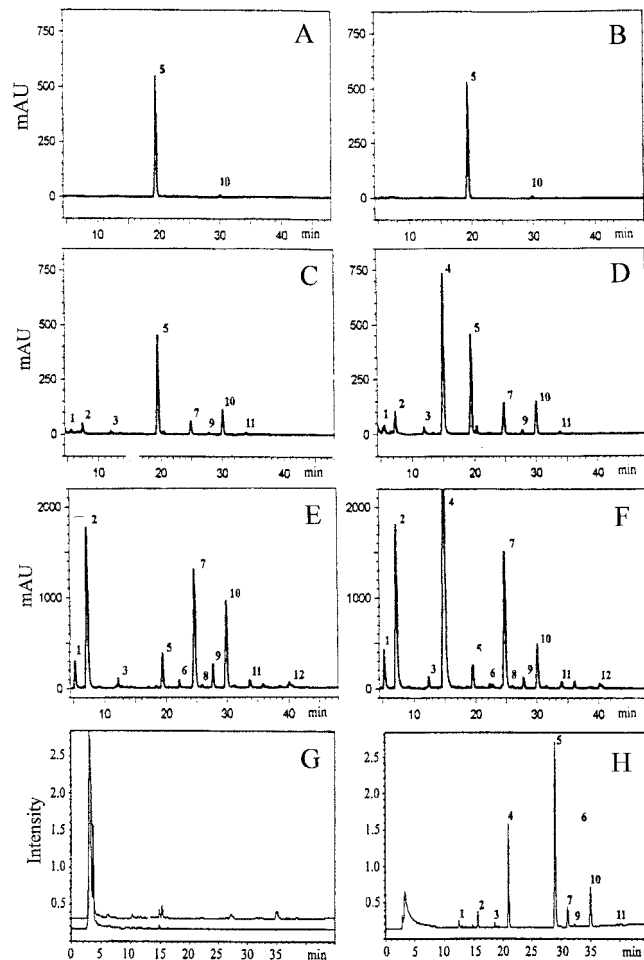 A
750
500
250
0
mAU
5
10
10 20 30 40 min
B
750
500
250
0
5
10
10 20 30 40 min
C
750
500
250
0
mAU
1 2 3 5 7 9 10 11
10 20 30 40 min
D
750
500
250
0
1 2 3 4 5 7 9 10 11
10 20 30 40 min
E
2000
1000
0
mAU
1 2 3 5 6 7 8 9 10 11 12
10 20 30 40 min
F
2000
1000
0
1 2 3 4 5 6 7 8 9 10 11 12
10 20 30 40 min
G
2.5
2.0
1.5
1.0
0.5
Intensity
0 5 10 15 20 25 30 35 min
H
2.5
2.0
1.5
1.0
0.5
1 2 3 4 5 6 7 9 10 11
0 5 10 15 20 25 30 35 min